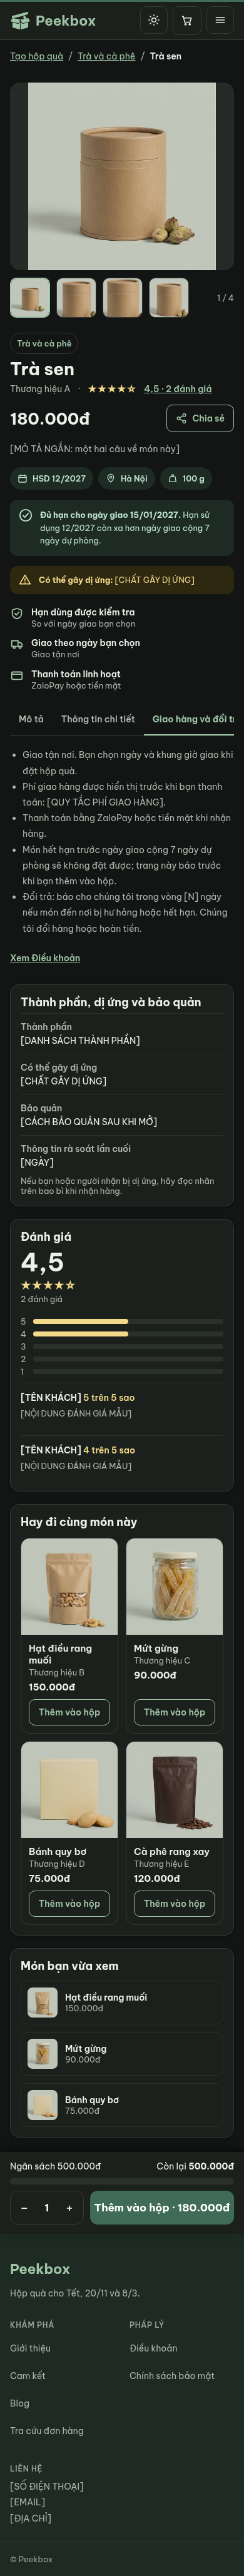 Peekbox
Tạo hộp quà / Trà và cà phê / Trà sen
1 / 4
Trà và cà phê
Trà sen
Thương hiệu A · ★★★★⯪ 4,5 · 2 đánh giá
180.000đ
Chia sẻ
[MÔ TẢ NGẮN: một hai câu về món này]
HSD 12/2027
Hà Nội
100 g
Đủ hạn cho ngày giao 15/01/2027. Hạn sử
dụng 12/2027 còn xa hơn ngày giao cộng 7
ngày dự phòng.
Có thể gây dị ứng: [CHẤT GÂY DỊ ỨNG]
Hạn dùng được kiểm tra
So với ngày giao bạn chọn
Giao theo ngày bạn chọn
Giao tận nơi
Thanh toán linh hoạt
ZaloPay hoặc tiền mặt
Mô tả
Thông tin chi tiết
Giao hàng và đổi tr
• Giao tận nơi. Bạn chọn ngày và khung giờ giao khi
đặt hộp quà.
• Phí giao hàng được hiển thị trước khi bạn thanh
toán: [QUY TẮC PHÍ GIAO HÀNG].
• Thanh toán bằng ZaloPay hoặc tiền mặt khi nhận
hàng.
• Món hết hạn trước ngày giao cộng 7 ngày dự
phòng sẽ không đặt được; trang này báo trước
khi bạn thêm vào hộp.
• Đổi trả: báo cho chúng tôi trong vòng [N] ngày
nếu món đến nơi bị hư hỏng hoặc hết hạn. Chúng
tôi đổi hàng hoặc hoàn tiền.
Xem Điều khoản
Thành phần, dị ứng và bảo quản
Thành phần
[DANH SÁCH THÀNH PHẦN]
Có thể gây dị ứng
[CHẤT GÂY DỊ ỨNG]
Bảo quản
[CÁCH BẢO QUẢN SAU KHI MỞ]
Thông tin rà soát lần cuối
[NGÀY]
Nếu bạn hoặc người nhận bị dị ứng, hãy đọc nhãn
trên bao bì khi nhận hàng.
Đánh giá
4,5
★★★★⯪
2 đánh giá
5
4
3
2
1
[TÊN KHÁCH] 5 trên 5 sao
[NỘI DUNG ĐÁNH GIÁ MẪU]
[TÊN KHÁCH] 4 trên 5 sao
[NỘI DUNG ĐÁNH GIÁ MẪU]
Hay đi cùng món này
Hạt điều rang
muối
Thương hiệu B
150.000đ
Thêm vào hộp
Mứt gừng
Thương hiệu C
90.000đ
Thêm vào hộp
Bánh quy bơ
Thương hiệu D
75.000đ
Thêm vào hộp
Cà phê rang xay
Thương hiệu E
120.000đ
Thêm vào hộp
Món bạn vừa xem
Hạt điều rang muối
150.000đ
Mứt gừng
90.000đ
Bánh quy bơ
75.000đ
Ngân sách 500.000đ
Còn lại 500.000đ
− 1 +
Thêm vào hộp · 180.000đ
Peekbox
Hộp quà cho Tết, 20/11 và 8/3.
KHÁM PHÁ
Giới thiệu
Cam kết
Blog
Tra cứu đơn hàng
PHÁP LÝ
Điều khoản
Chính sách bảo mật
LIÊN HỆ
[SỐ ĐIỆN THOẠI]
[EMAIL]
[ĐỊA CHỈ]
© Peekbox